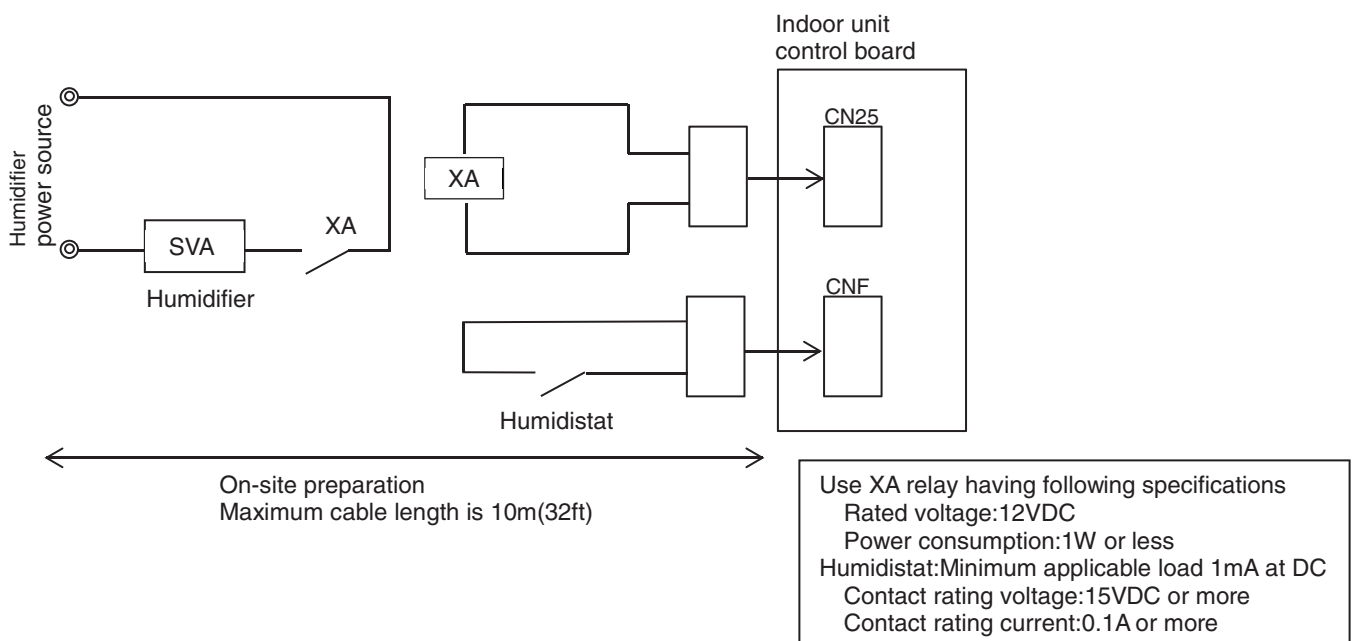 Indoor unit
control board
Humidifier
power source
CN25
XA
XA
SVA
Humidifier
CNF
Humidistat
On-site preparation
Maximum cable length is 10m(32ft)
Use XA relay having following specifications
Rated voltage:12VDC
Power consumption:1W or less
Humidistat:Minimum applicable load 1mA at DC
Contact rating voltage:15VDC or more
Contact rating current:0.1A or more